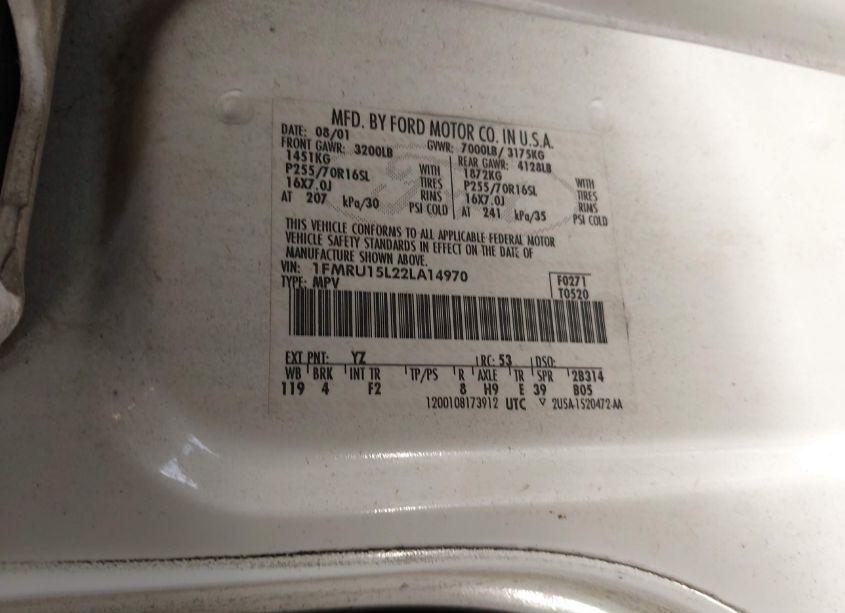 MFD. BY FORD MOTOR CO. IN U.S.A.
DATE: 08/01 GVWR: 7000LB/ 3175KG
FRONT GAWR: 3200LB REAR GAWR: 4128LB
1451KG WITH 1872KG WITH
P255/70R16SL TIRES P255/70R16SL TIRES
16X7.0J RIMS 16X7.0J RIMS
AT 207 kPa/30 PSI COLD AT 241 kPa/35 PSI COLD
THIS VEHICLE CONFORMS TO ALL APPLICABLE FEDERAL MOTOR
VEHICLE SAFETY STANDARDS IN EFFECT ON THE DATE OF
MANUFACTURE SHOWN ABOVE.
VIN: 1FMRU15L22LA14970
TYPE: MPV F0271
T0520
EXT PNT: YZ RC: 53 DSO:
WB BRK INT TR TP/PS R AXLE TR SPR 28314
119 4 F2 8 H9 E 39 B05
1200108173912 UTC ▽ 2USA-1520472-AA